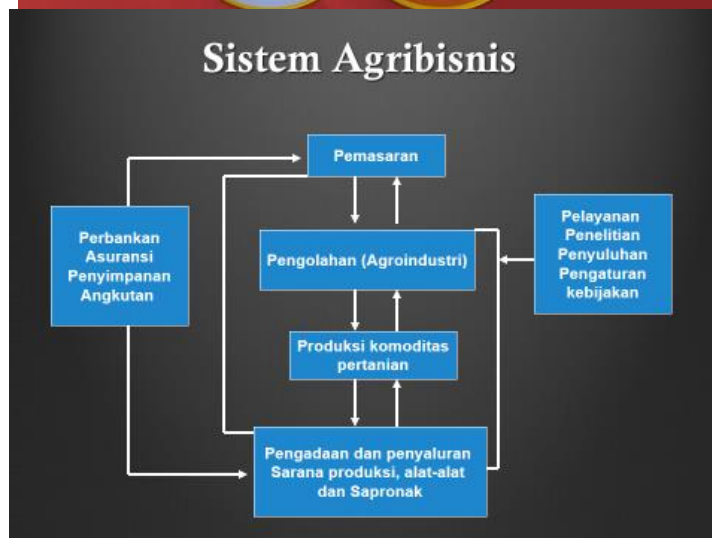 Sistem Agribisnis
Pemasaran
Perbankan
Asuransi
Penyimpanan
Angkutan
Pengolahan (Agroindustri)
Pelayanan
Penelitian
Penyuluhan
Pengaturan
kebijakan
Produksi komoditas
pertanian
Pengadaan dan penyaluran
Sarana produksi, alat-alat
dan Sapronak